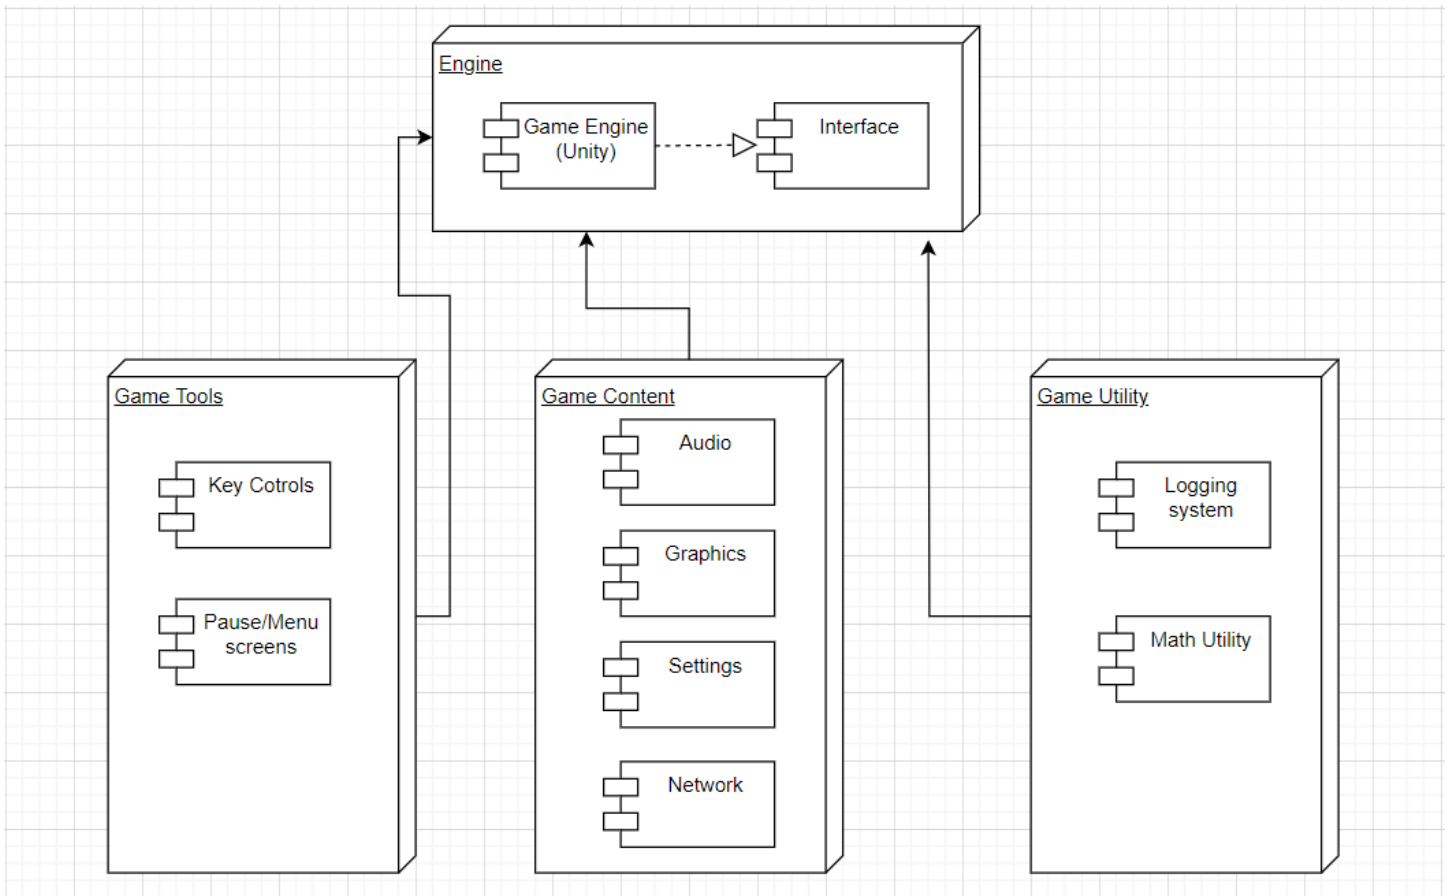 Engine
Game Engine
(Unity)
Interface
Game Tools
Key Cotrols
Pause/Menu
screens
Game Content
Audio
Graphics
Settings
Network
Game Utility
Logging
system
Math Utility